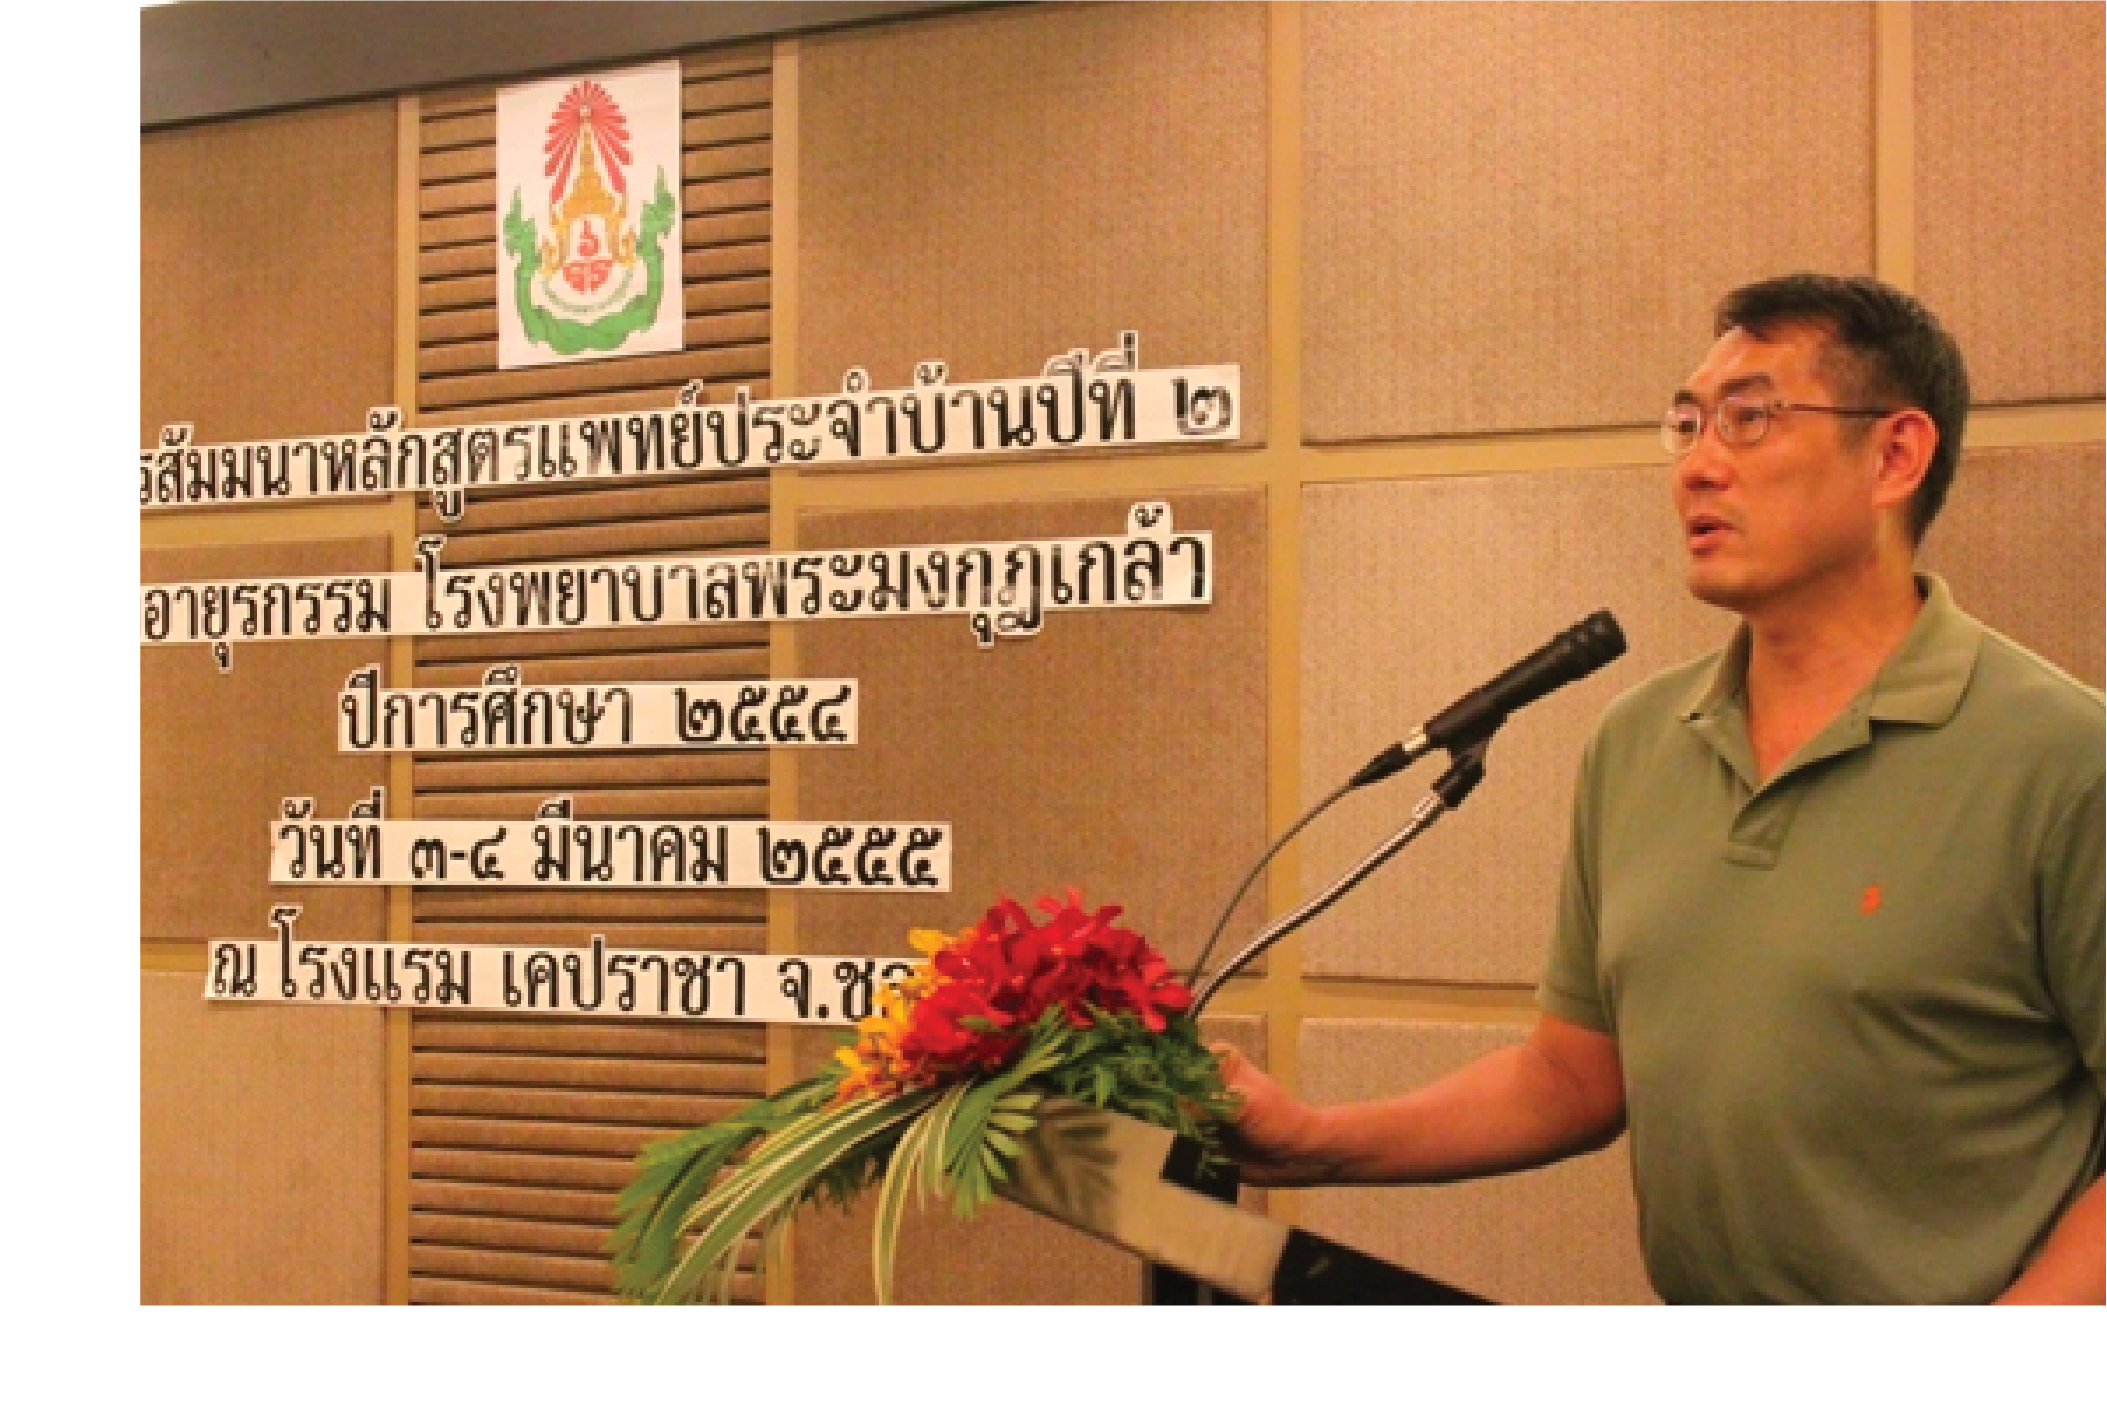 รสัมมนาหลักสูตรแพทย์ประจำบ้านปีที่ ๒
อายุรกรรม โรงพยาบาลพระมงกุฎเกล้า
ปีการศึกษา ๒๕๕๔
วันที่ ๓-๔ มีนาคม ๒๕๕๕
ณ โรงแรม เคปราชา จ.ช